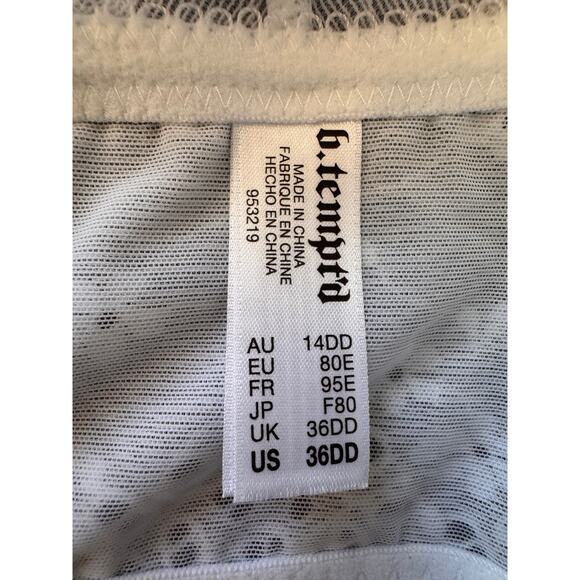 b.tempt'd
MADE IN CHINA
FABRIQUE EN CHINE
HECHO EN CHINA
953219
AU 14DD
EU 80E
FR 95E
JP F80
UK 36DD
US 36DD